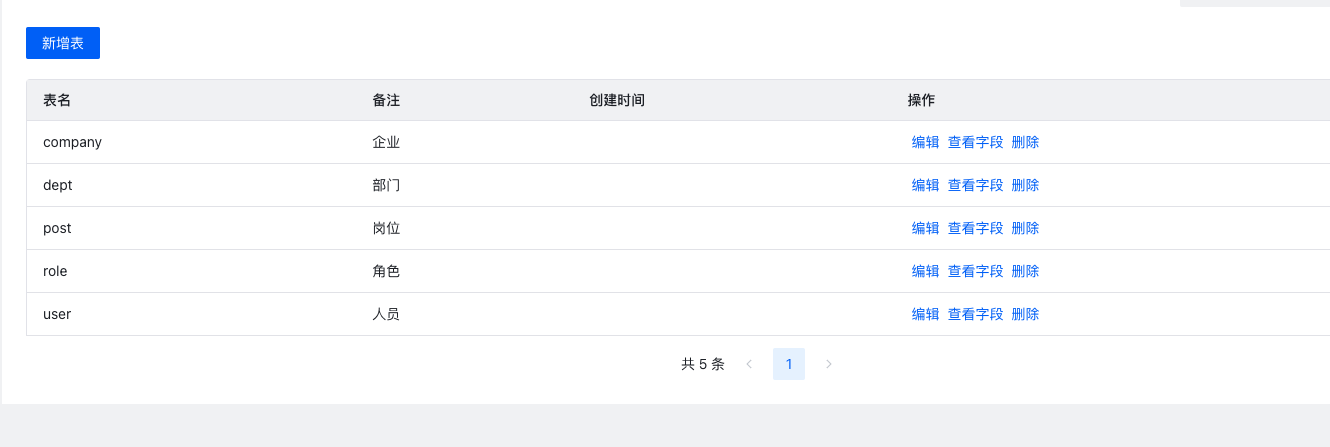 新增表
表名 备注 创建时间 操作
company 企业 编辑 查看字段 删除
dept 部门 编辑 查看字段 删除
post 岗位 编辑 查看字段 删除
role 角色 编辑 查看字段 删除
user 人员 编辑 查看字段 删除
共 5 条 1